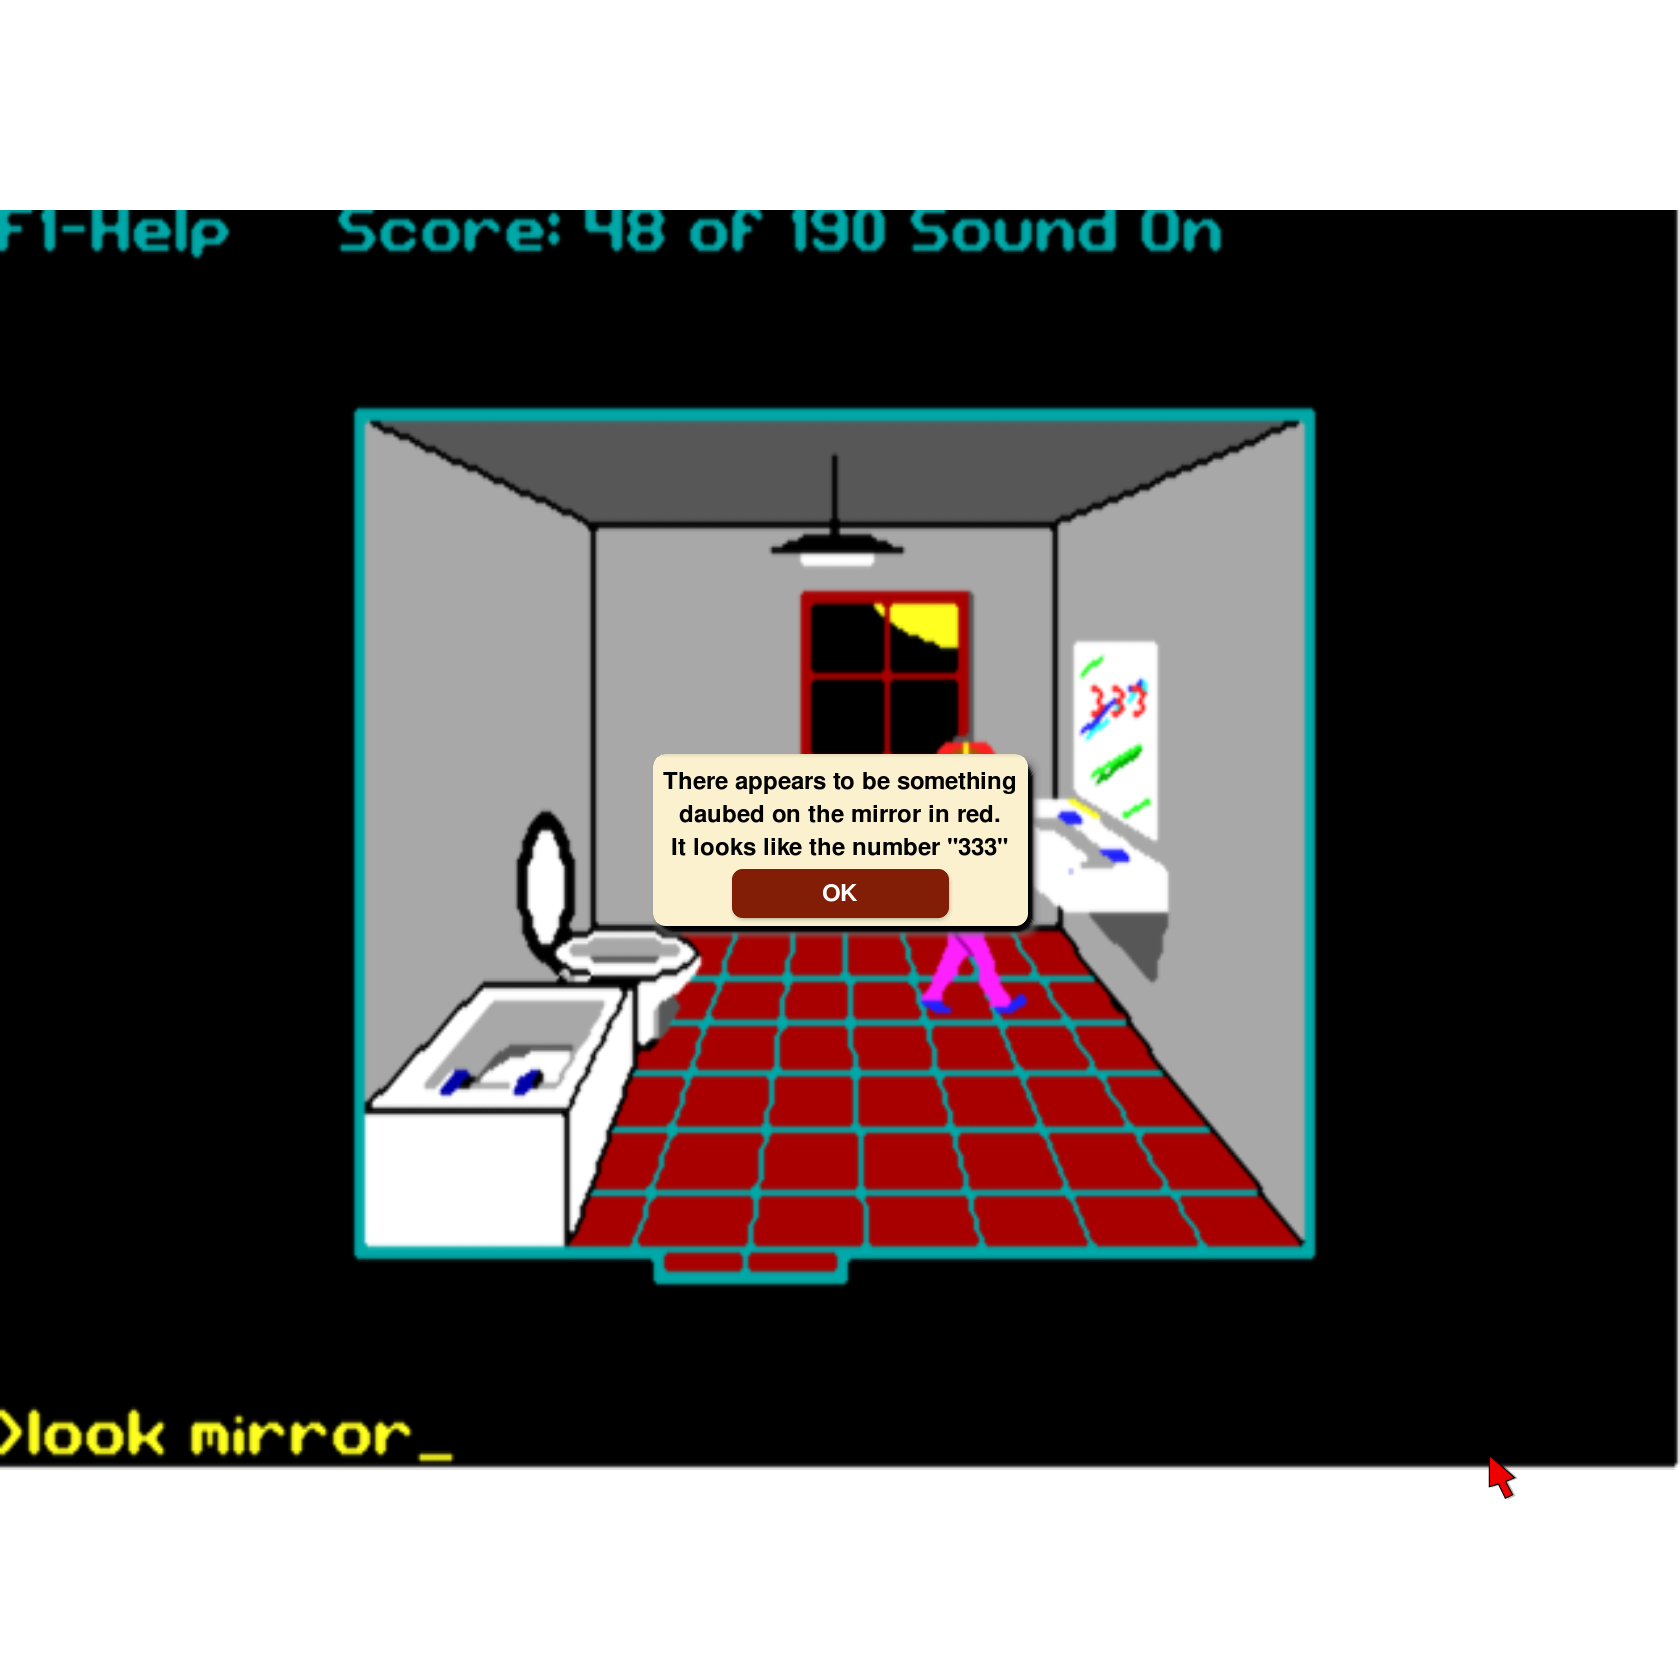 F1-Help Score: 48 of 190 Sound On
333
There appears to be something
daubed on the mirror in red.
It looks like the number "333"
OK
>look mirror_